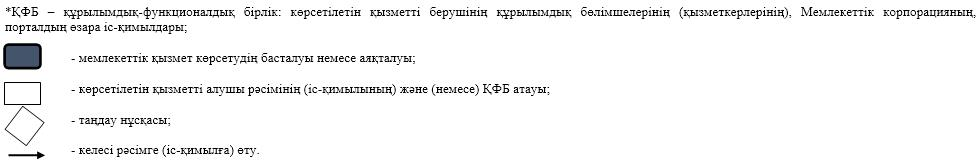 *ҚФБ – құрылымдық-функционалдық бірлік: көрсетілетін қызметті берушінің құрылымдық бөлімшелерінің (қызметкерлерінің), Мемлекеттік корпорацияның,
порталдың өзара іс-қимылдары;
- мемлекеттік қызмет көрсетудің басталуы немесе аяқталуы;
- көрсетілетін қызметті алушы рәсімінің (іс-қимылының) және (немесе) ҚФБ атауы;
- таңдау нұсқасы;
- келесі рәсімге (іс-қимылға) өту.